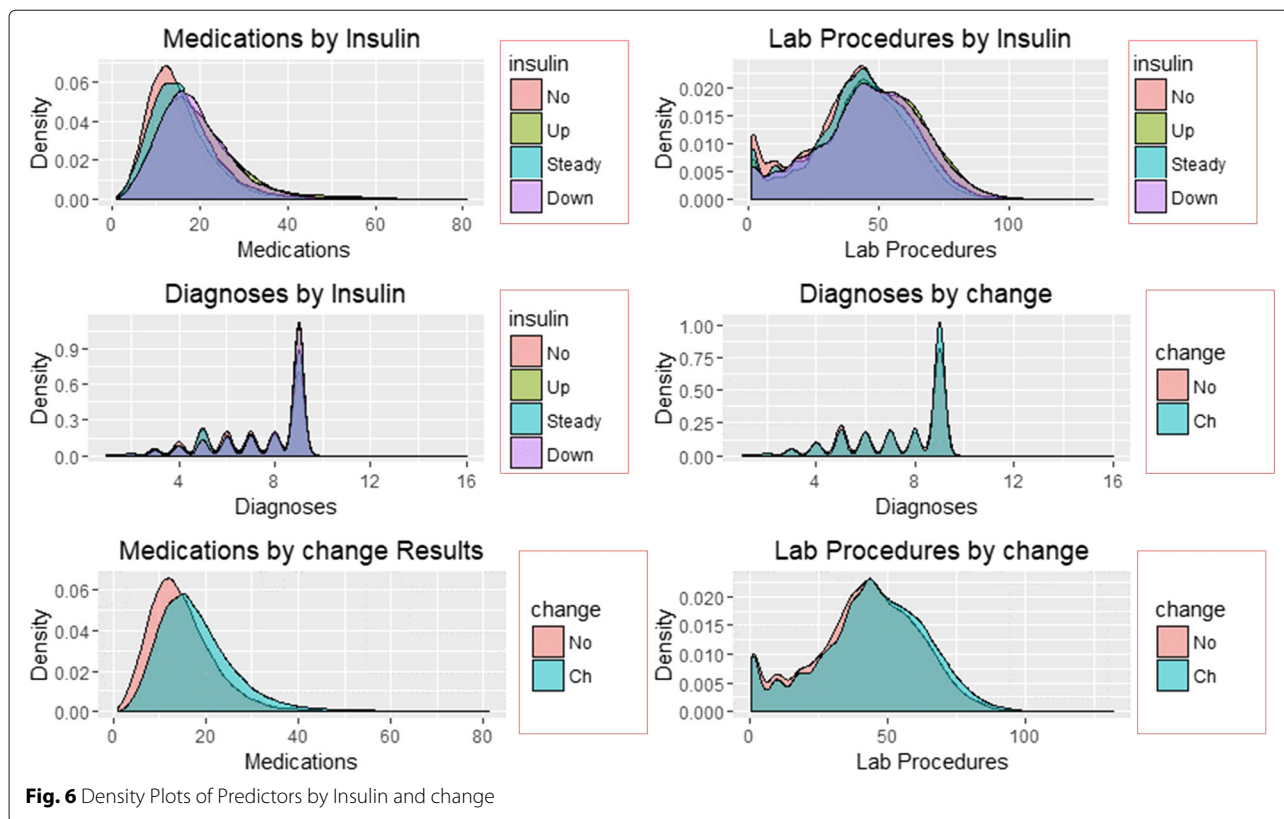 Medications by Insulin
0.06
0.04
0.02
0.00
Density
0 20 40 60 80
Medications
insulin
No
Up
Steady
Down
Lab Procedures by Insulin
0.020
0.015
0.010
0.005
0.000
Density
0 50 100
Lab Procedures
insulin
No
Up
Steady
Down
Diagnoses by Insulin
0.9
0.6
0.3
0.0
Density
4 8 12 16
Diagnoses
insulin
No
Up
Steady
Down
Diagnoses by change
1.00
0.75
0.50
0.25
0.00
Density
4 8 12 16
Diagnoses
change
No
Ch
Medications by change Results
0.06
0.04
0.02
0.00
Density
0 20 40 60 80
Medications
change
No
Ch
Lab Procedures by change
0.020
0.015
0.010
0.005
0.000
Density
0 50 100
Lab Procedures
change
No
Ch
Fig. 6 Density Plots of Predictors by Insulin and change